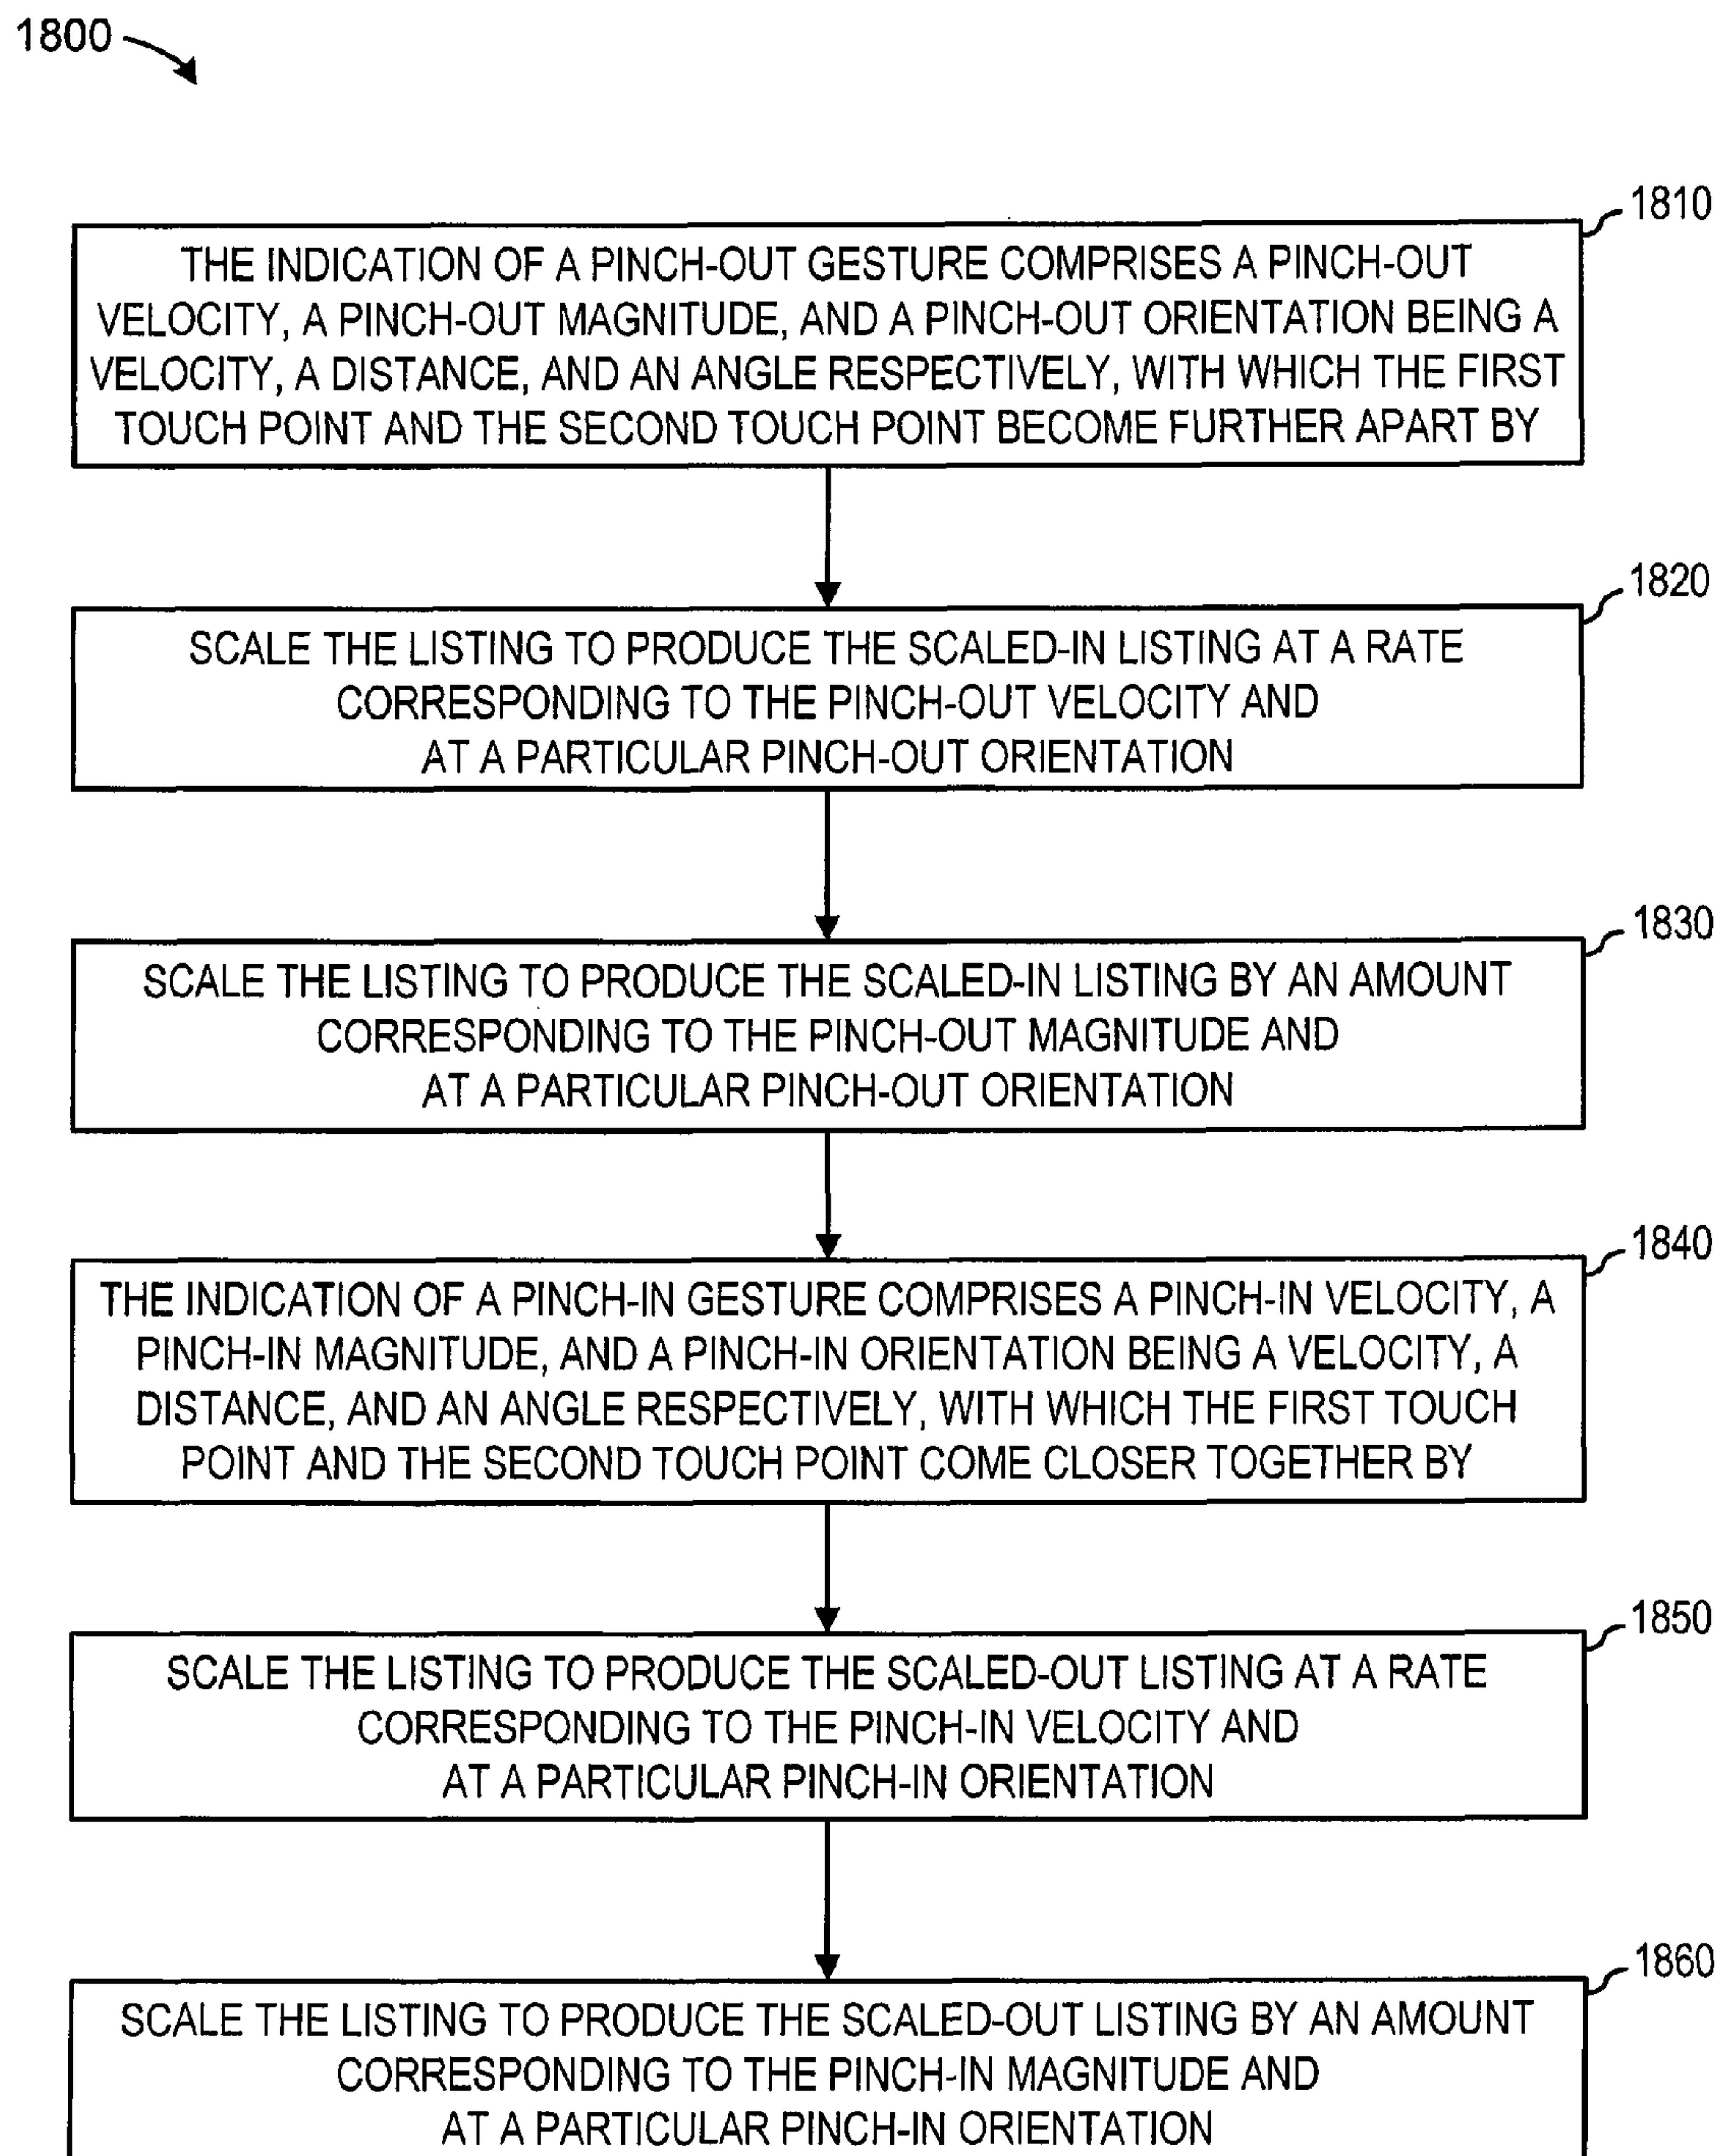 1800
1810
THE INDICATION OF A PINCH-OUT GESTURE COMPRISES A PINCH-OUT
VELOCITY, A PINCH-OUT MAGNITUDE, AND A PINCH-OUT ORIENTATION BEING A
VELOCITY, A DISTANCE, AND AN ANGLE RESPECTIVELY, WITH WHICH THE FIRST
TOUCH POINT AND THE SECOND TOUCH POINT BECOME FURTHER APART BY
1820
SCALE THE LISTING TO PRODUCE THE SCALED-IN LISTING AT A RATE
CORRESPONDING TO THE PINCH-OUT VELOCITY AND
AT A PARTICULAR PINCH-OUT ORIENTATION
1830
SCALE THE LISTING TO PRODUCE THE SCALED-IN LISTING BY AN AMOUNT
CORRESPONDING TO THE PINCH-OUT MAGNITUDE AND
AT A PARTICULAR PINCH-OUT ORIENTATION
1840
THE INDICATION OF A PINCH-IN GESTURE COMPRISES A PINCH-IN VELOCITY, A
PINCH-IN MAGNITUDE, AND A PINCH-IN ORIENTATION BEING A VELOCITY, A
DISTANCE, AND AN ANGLE RESPECTIVELY, WITH WHICH THE FIRST TOUCH
POINT AND THE SECOND TOUCH POINT COME CLOSER TOGETHER BY
1850
SCALE THE LISTING TO PRODUCE THE SCALED-OUT LISTING AT A RATE
CORRESPONDING TO THE PINCH-IN VELOCITY AND
AT A PARTICULAR PINCH-IN ORIENTATION
1860
SCALE THE LISTING TO PRODUCE THE SCALED-OUT LISTING BY AN AMOUNT
CORRESPONDING TO THE PINCH-IN MAGNITUDE AND
AT A PARTICULAR PINCH-IN ORIENTATION